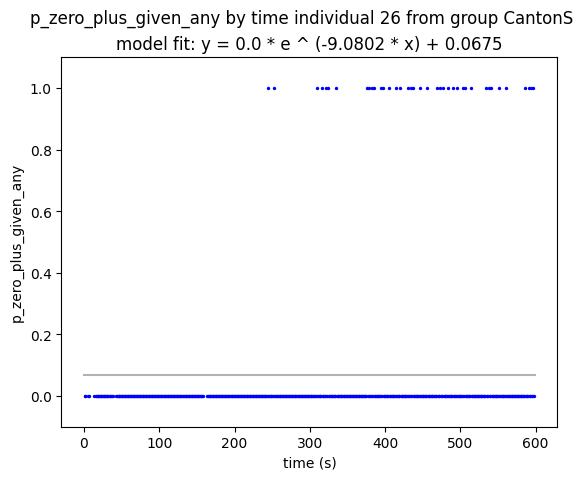 p_zero_plus_given_any by time individual 26 from group CantonS
model fit: y = 0.0 * e ^ (-9.0802 * x) + 0.0675
1.0
0.8
0.6
0.4
0.2
0.0
p_zero_plus_given_any
0 100 200 300 400 500 600
time (s)